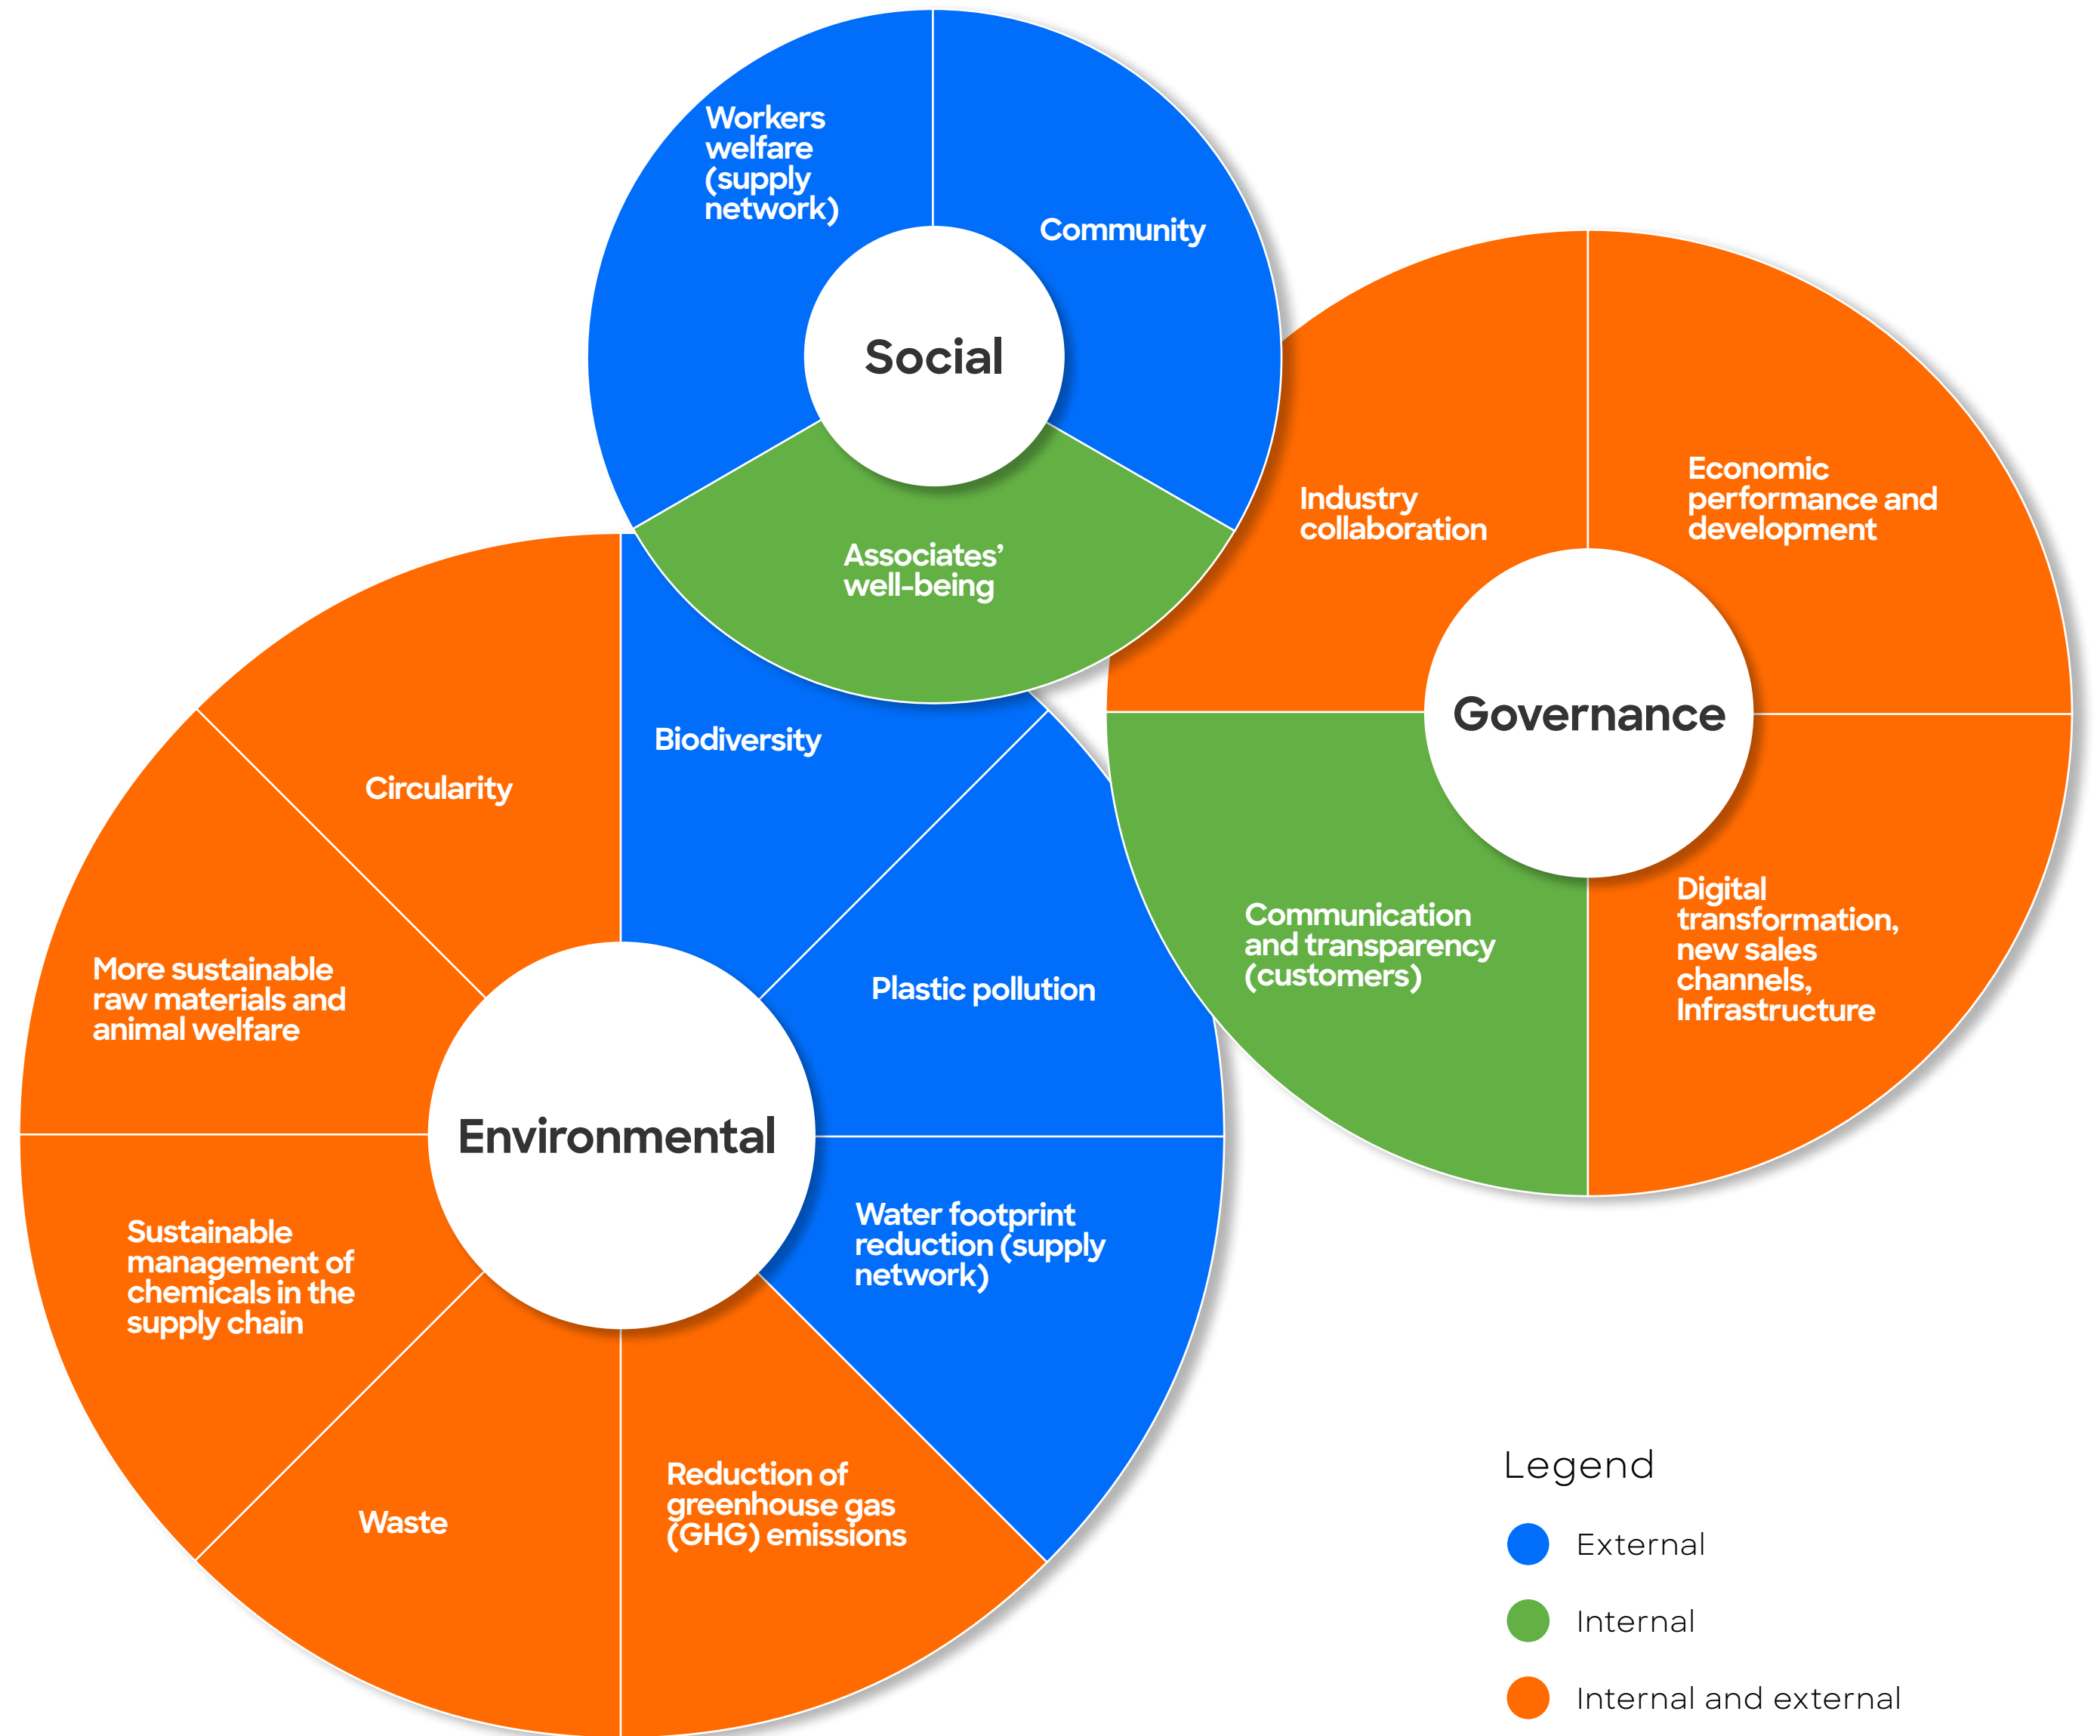 Workers
welfare
(supply
network)
Community
Social
Associates’
well-being
Industry
collaboration
Economic
performance and
development
Governance
Communication
and transparency
(customers)
Digital
transformation,
new sales
channels,
Infrastructure
Circularity
Biodiversity
More sustainable
raw materials and
animal welfare
Plastic pollution
Environmental
Sustainable
management of
chemicals in the
supply chain
Water footprint
reduction (supply
network)
Waste
Reduction of
greenhouse gas
(GHG) emissions
Legend
External
Internal
Internal and external